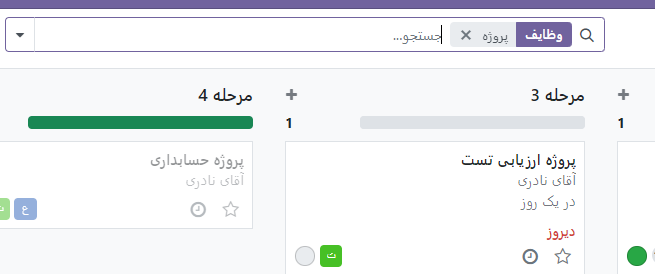 وظایف پروژه جستجو...
مرحله 3
1
پروژه ارزیابی تست
آقای نادری
در یک روز
دیروز
ت
مرحله 4
1
پروژه حسابداری
آقای نادری
ع
ت